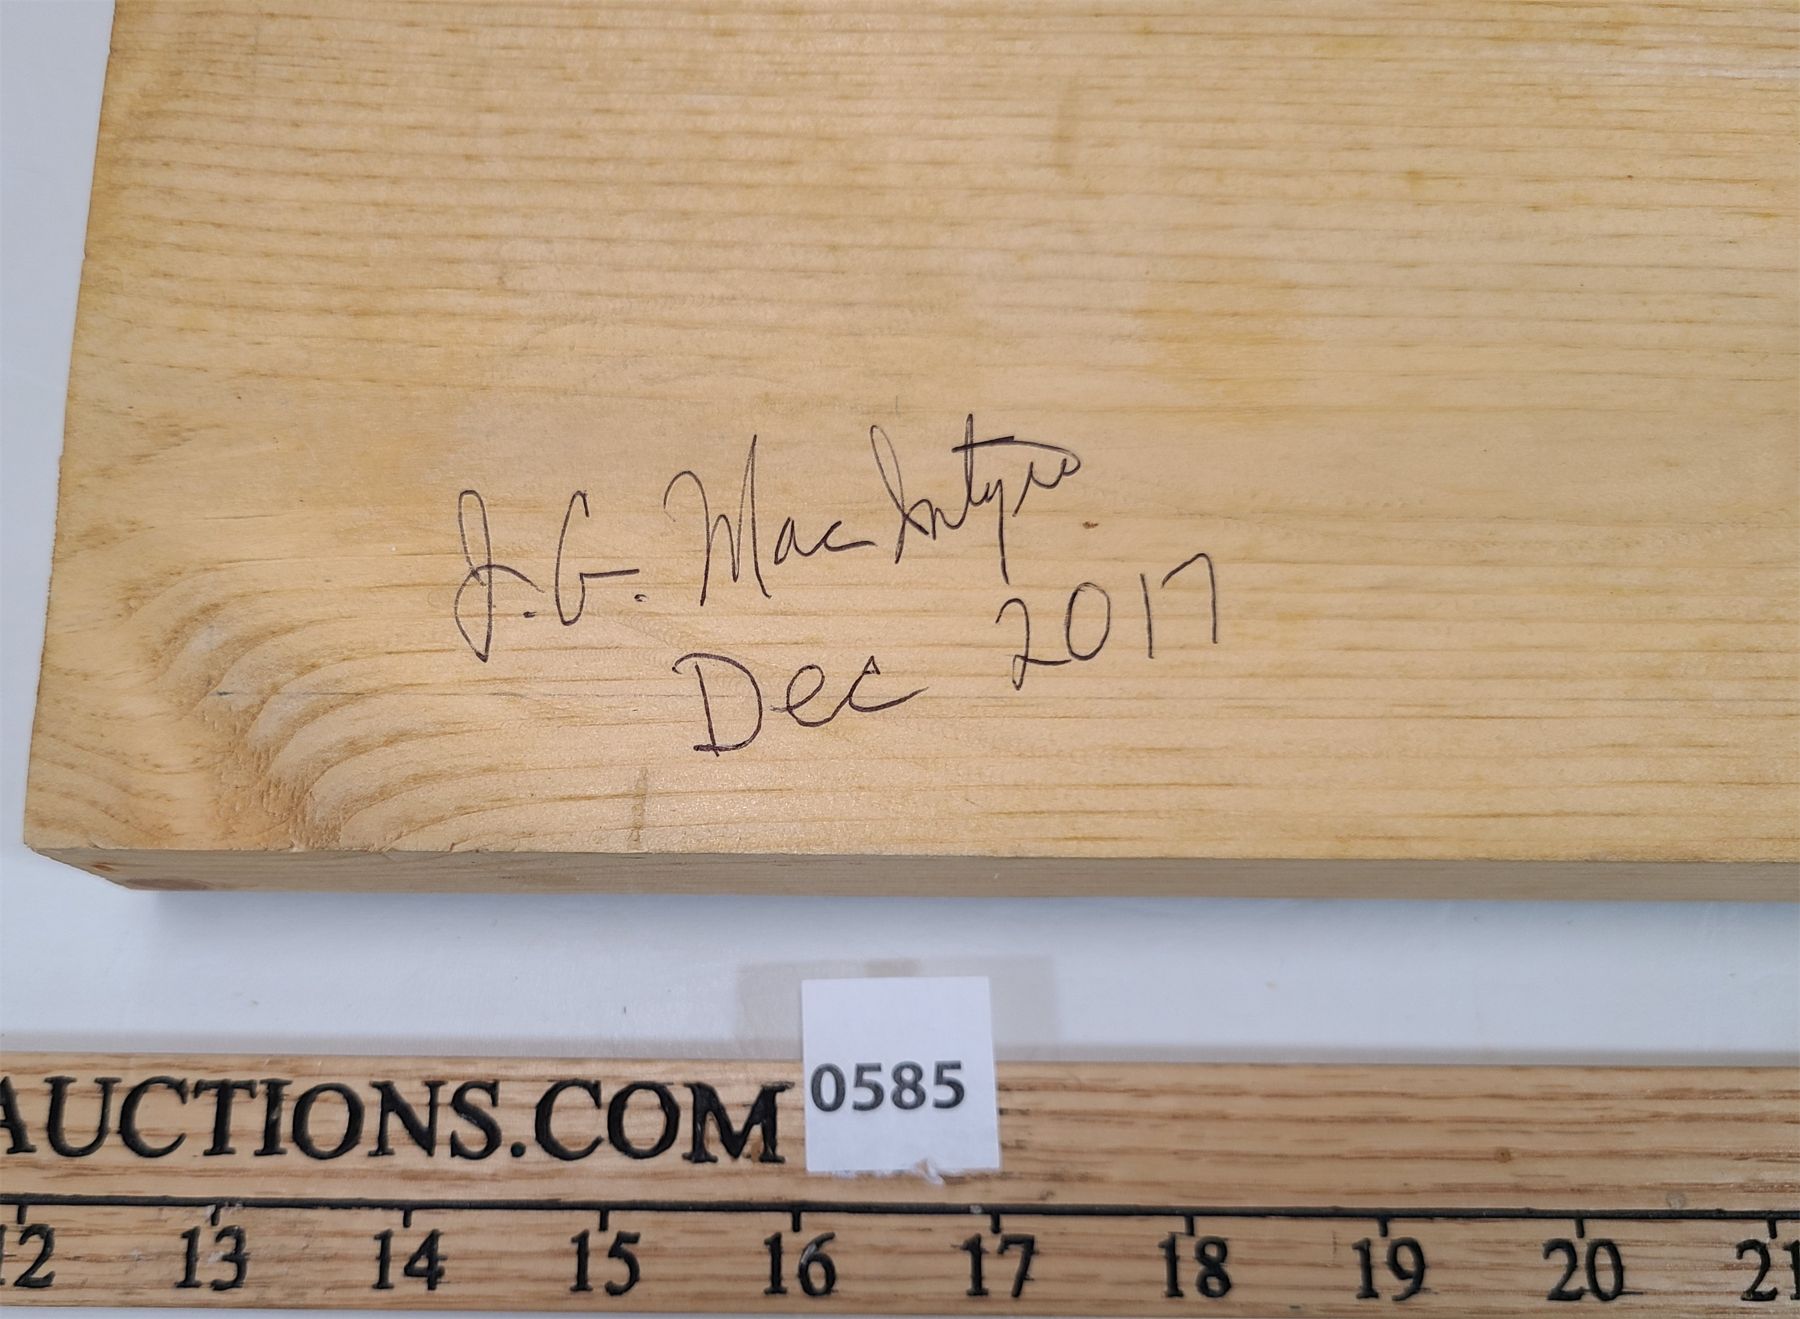 J.G. MacIntyre
Dec 2017
AUCTIONS.COM 0585
12 13 14 15 16 17 18 19 20 21